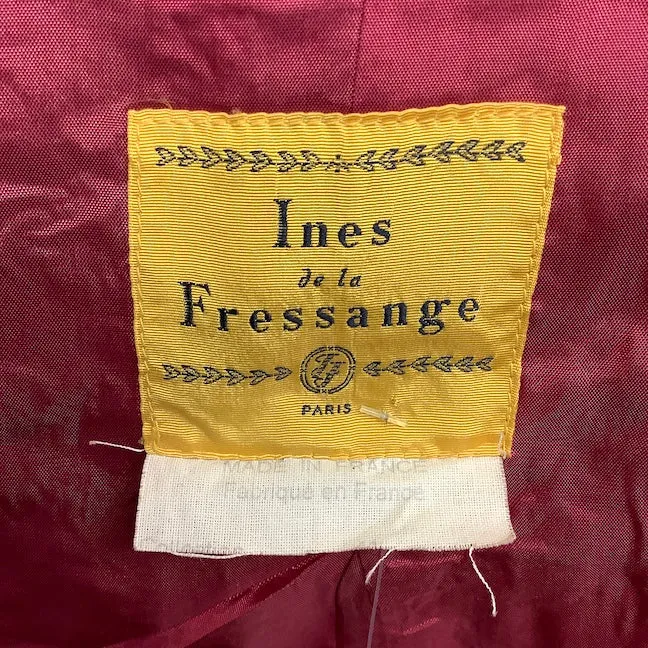 Ines
de la
Fressange
PARIS
MADE IN FRANCE
Fabriqué en France